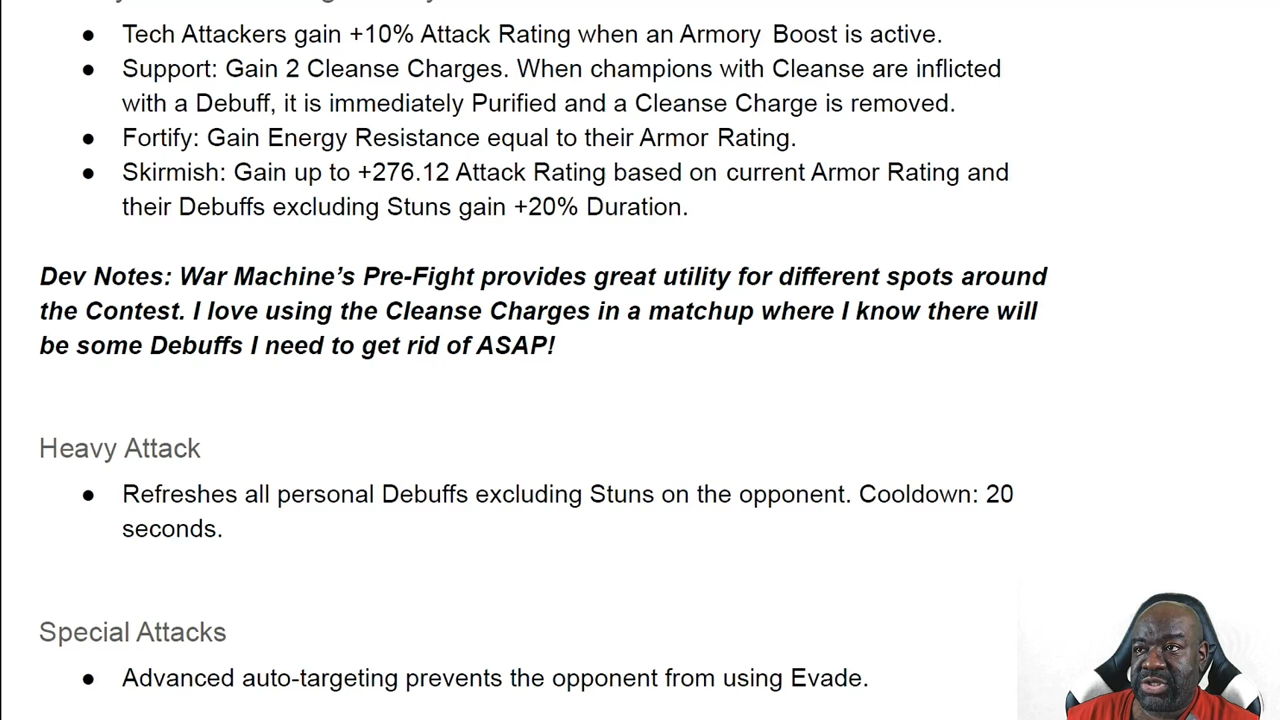 Tech Attackers gain +10% Attack Rating when an Armory Boost is active.
Support: Gain 2 Cleanse Charges. When champions with Cleanse are inflicted
with a Debuff, it is immediately Purified and a Cleanse Charge is removed.
Fortify: Gain Energy Resistance equal to their Armor Rating.
Skirmish: Gain up to +276.12 Attack Rating based on current Armor Rating and
their Debuffs excluding Stuns gain +20% Duration.
Dev Notes: War Machine’s Pre-Fight provides great utility for different spots around
the Contest. I love using the Cleanse Charges in a matchup where I know there will
be some Debuffs I need to get rid of ASAP!
Heavy Attack
Refreshes all personal Debuffs excluding Stuns on the opponent. Cooldown: 20
seconds.
Special Attacks
Advanced auto-targeting prevents the opponent from using Evade.